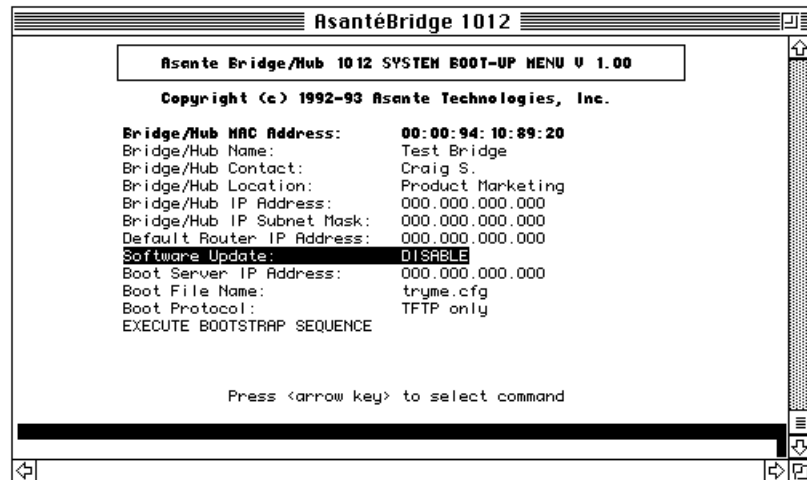 AsantéBridge 1012
Asante Bridge/Hub 1012 SYSTEM BOOT-UP MENU V 1.00
Copyright (c) 1992-93 Asante Technologies, Inc.
Bridge/Hub MAC Address: 00:00:94:10:89:20
Bridge/Hub Name: Test Bridge
Bridge/Hub Contact: Craig S.
Bridge/Hub Location: Product Marketing
Bridge/Hub IP Address: 000.000.000.000
Bridge/Hub IP Subnet Mask: 000.000.000.000
Default Router IP Address: 000.000.000.000
Software Update: DISABLE
Boot Server IP Address: 000.000.000.000
Boot File Name: tryme.cfg
Boot Protocol: TFTP only
EXECUTE BOOTSTRAP SEQUENCE
Press <arrow key> to select command